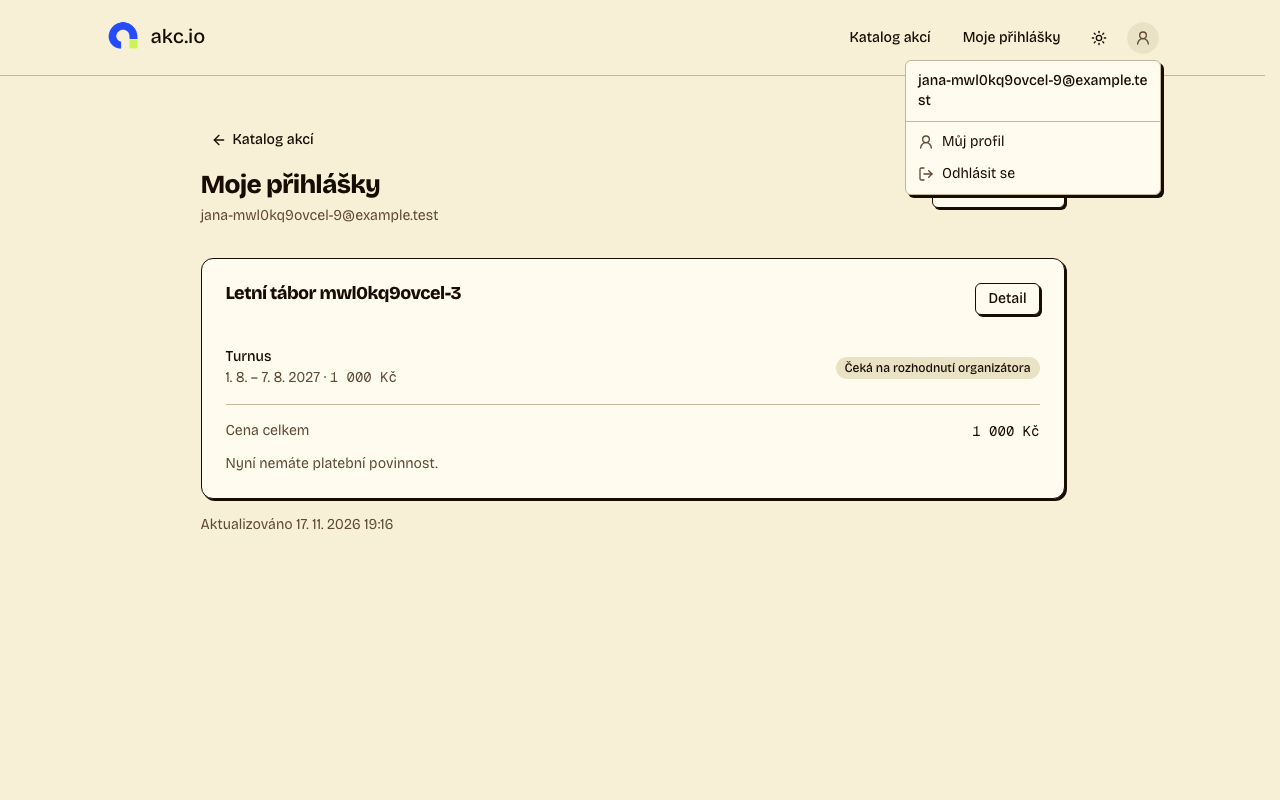 akc.io
Katalog akcí
Moje přihlášky
jana-mwl0kq9ovcel-9@example.te
st
Můj profil
Odhlásit se
Katalog akcí
Moje přihlášky
jana-mwl0kq9ovcel-9@example.test
Letní tábor mwl0kq9ovcel-3
Detail
Turnus
1. 8. – 7. 8. 2027 · 1 000 Kč
Čeká na rozhodnutí organizátora
Cena celkem
1 000 Kč
Nyní nemáte platební povinnost.
Aktualizováno 17. 11. 2026 19:16